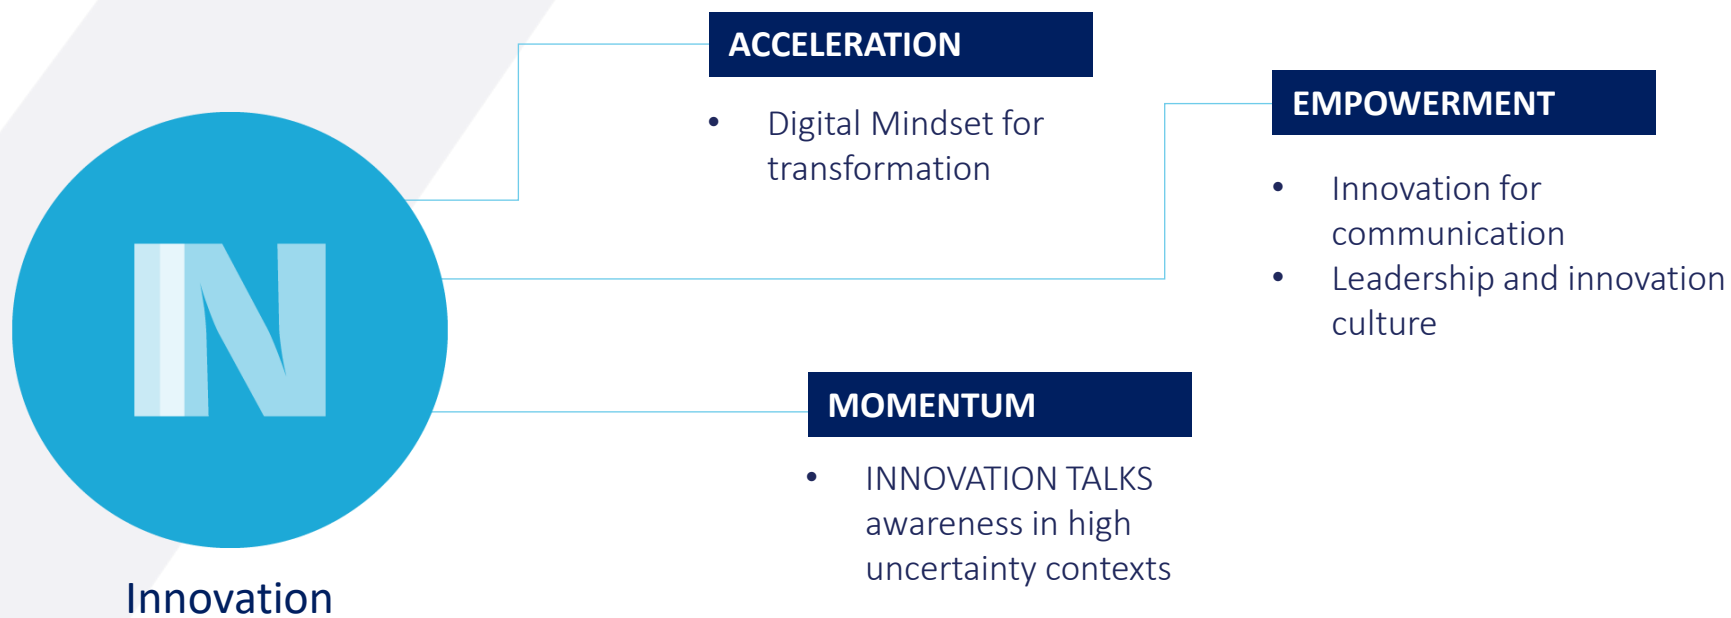 ACCELERATION
• Digital Mindset for
transformation
EMPOWERMENT
• Innovation for
communication
• Leadership and innovation
culture
IN
MOMENTUM
• INNOVATION TALKS
awareness in high
uncertainty contexts
Innovation